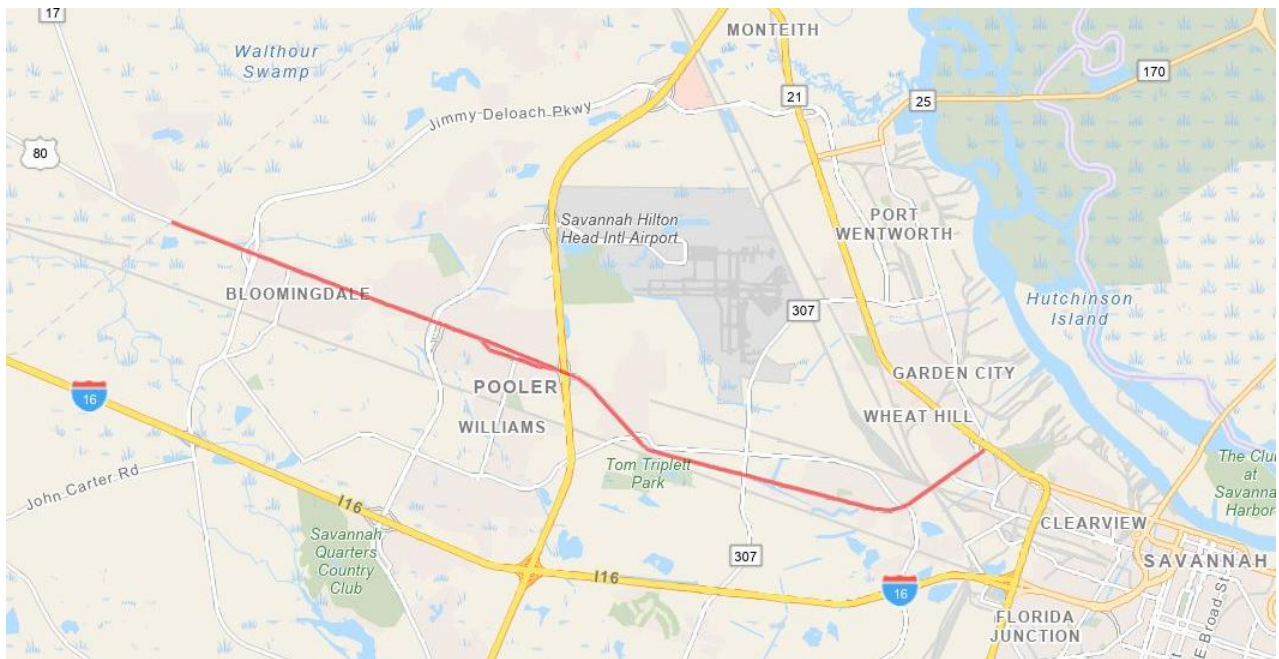 17
MONTEITH
Walthour
Swamp
170
21
25
Jimmy Deloach Pkwy
80
Savannah Hilton
Head Intl Airport
PORT
WENTWORTH
BLOOMINGDALE
Hutchinson
Island
307
GARDEN CITY
POOLER
16
WHEAT HILL
WILLIAMS
Tom Triplett
Park
The Club
at
Savannah
Harbor
John Carter Rd
I16
CLEARVIEW
Savannah
Quarters
Country
Club
307
SAVANNAH
I16
16
FLORIDA
JUNCTION
E Broad St